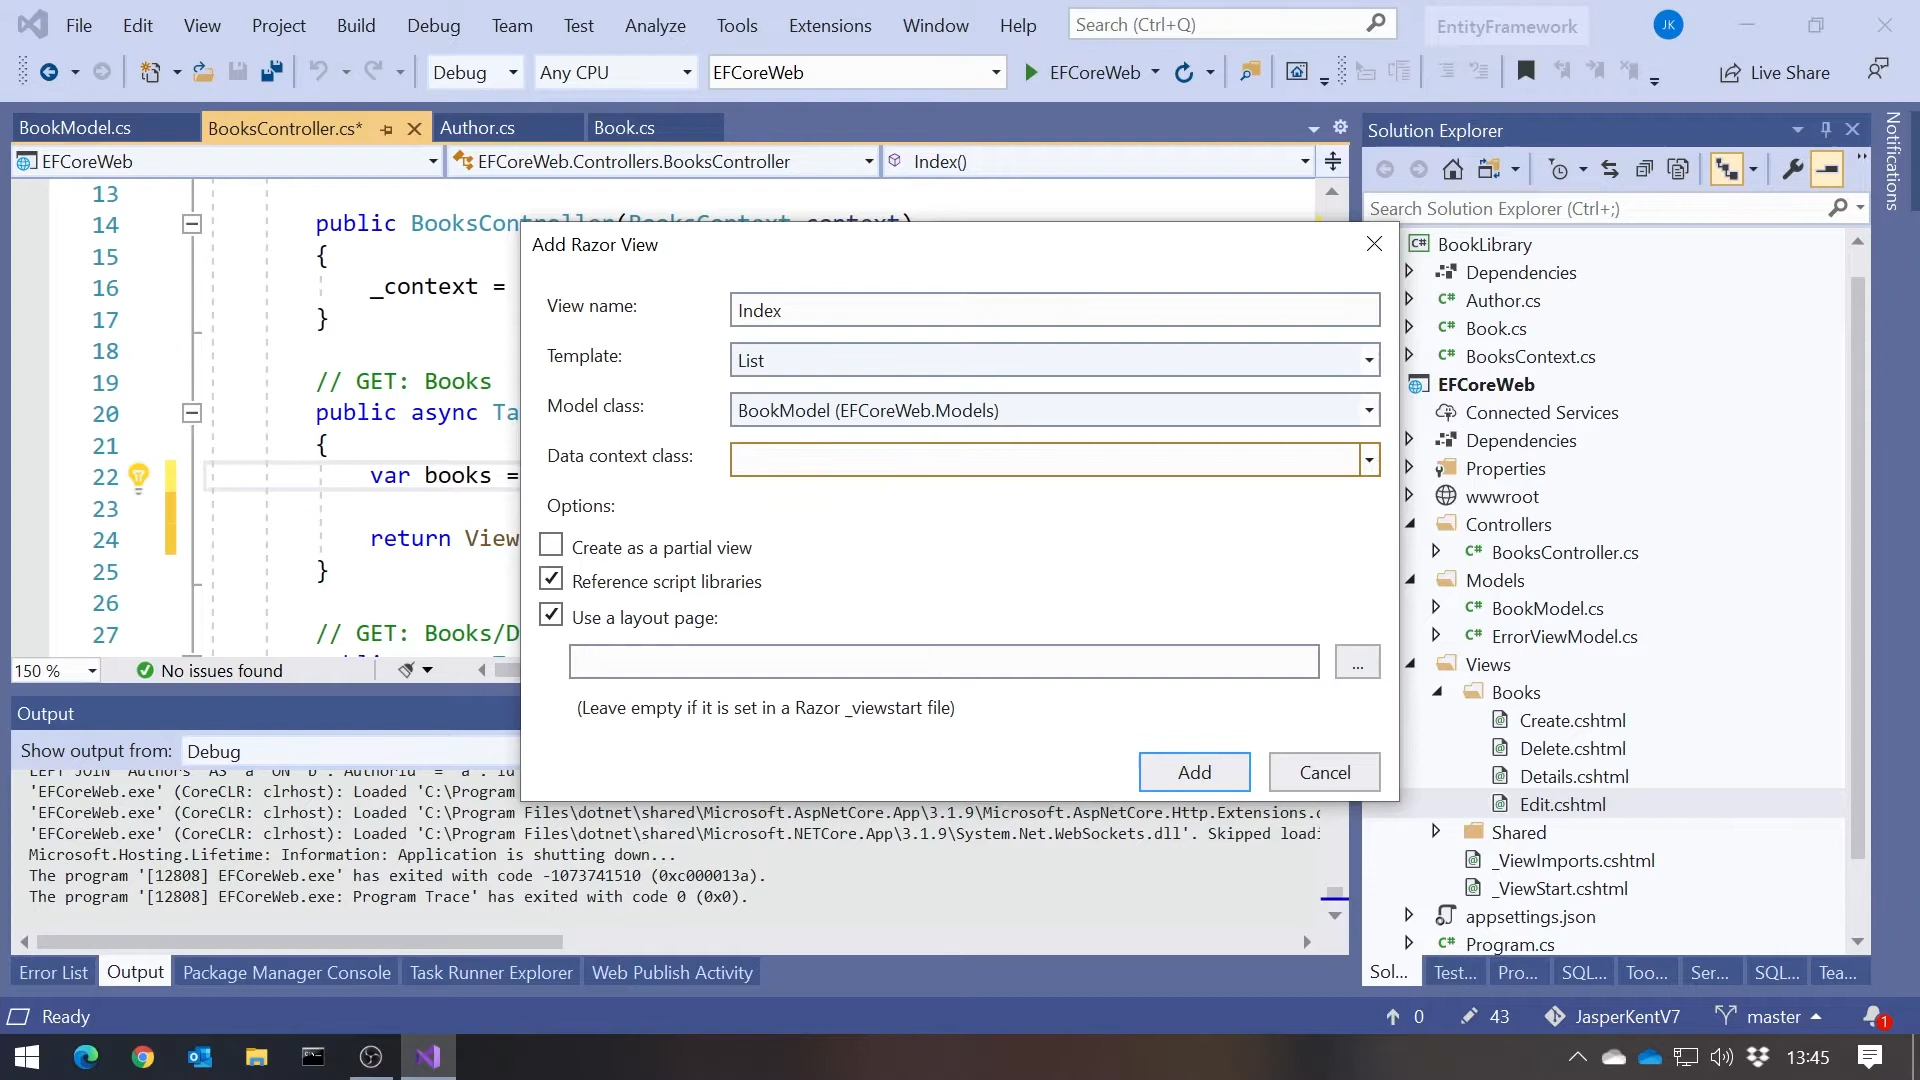 File Edit View Project Build Debug Team Test Analyze Tools Extensions Window Help Search (Ctrl+Q) EntityFramework JK
Debug Any CPU EFCoreWeb EFCoreWeb Live Share
BookModel.cs BooksController.cs* Author.cs Book.cs
EFCoreWeb EFCoreWeb.Controllers.BooksController Index()
13
14 public BooksController(BooksContext context)
15 {
16 _context =
17 }
18
19 // GET: Books
20 public async Ta
21 {
22 var books =
23
24 return View
25 }
26
27 // GET: Books/D
150 % No issues found
Add Razor View
View name: Index
Template: List
Model class: BookModel (EFCoreWeb.Models)
Data context class:
Options:
Create as a partial view
Reference script libraries
Use a layout page:
...
(Leave empty if it is set in a Razor _viewstart file)
Add Cancel
Output
Show output from: Debug
LEFT JOIN `Authors` AS `a` ON `b`.`AuthorId` = `a`.`Id`
'EFCoreWeb.exe' (CoreCLR: clrhost): Loaded 'C:\Program
'EFCoreWeb.exe' (CoreCLR: clrhost): Loaded 'C:\Program Files\dotnet\shared\Microsoft.AspNetCore.App\3.1.9\Microsoft.AspNetCore.Http.Extensions.
'EFCoreWeb.exe' (CoreCLR: clrhost): Loaded 'C:\Program Files\dotnet\shared\Microsoft.NETCore.App\3.1.9\System.Net.WebSockets.dll'. Skipped loadi
Microsoft.Hosting.Lifetime: Information: Application is shutting down...
The program '[12808] EFCoreWeb.exe' has exited with code -1073741510 (0xc000013a).
The program '[12808] EFCoreWeb.exe: Program Trace' has exited with code 0 (0x0).
Error List Output Package Manager Console Task Runner Explorer Web Publish Activity
Solution Explorer
Search Solution Explorer (Ctrl+;)
C# BookLibrary
Dependencies
C# Author.cs
C# Book.cs
C# BooksContext.cs
EFCoreWeb
Connected Services
Dependencies
Properties
wwwroot
Controllers
C# BooksController.cs
Models
C# BookModel.cs
C# ErrorViewModel.cs
Views
Books
Create.cshtml
Delete.cshtml
Details.cshtml
Edit.cshtml
Shared
_ViewImports.cshtml
_ViewStart.cshtml
appsettings.json
C# Program.cs
Sol... Test... Pro... SQL... Too... Ser... SQL... Tea...
Notifications
Ready 0 43 JasperKentV7 master 1
13:45